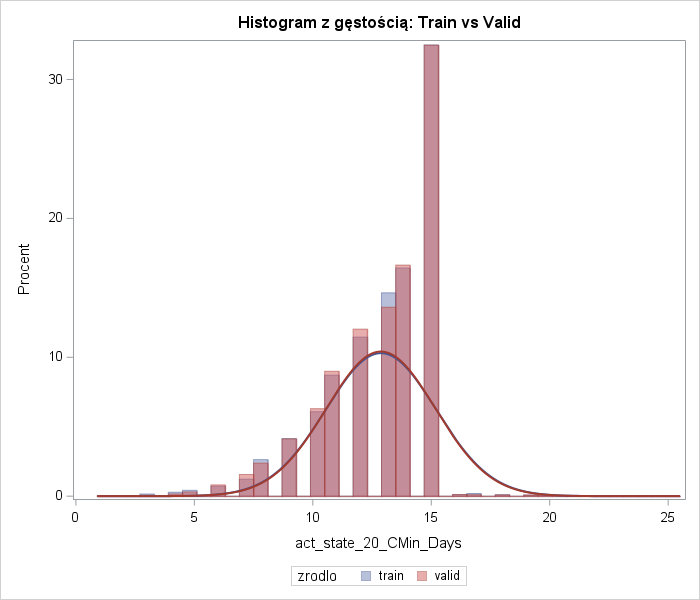 Histogram z gęstością: Train vs Valid
Procent
30
20
10
0
0 5 10 15 20 25
act_state_20_CMin_Days
zrodlo train valid